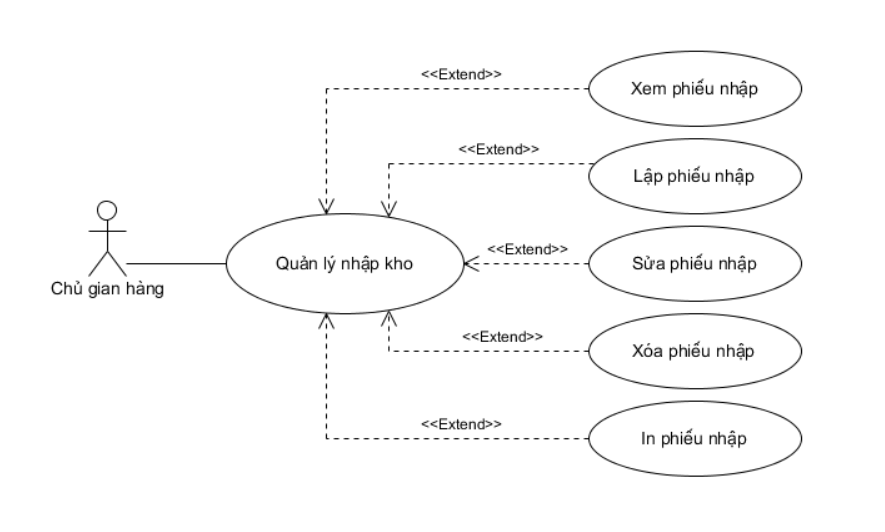 <<Extend>>
Xem phiếu nhập
<<Extend>>
Lập phiếu nhập
<<Extend>>
Sửa phiếu nhập
Quản lý nhập kho
Chủ gian hàng
<<Extend>>
Xóa phiếu nhập
<<Extend>>
In phiếu nhập